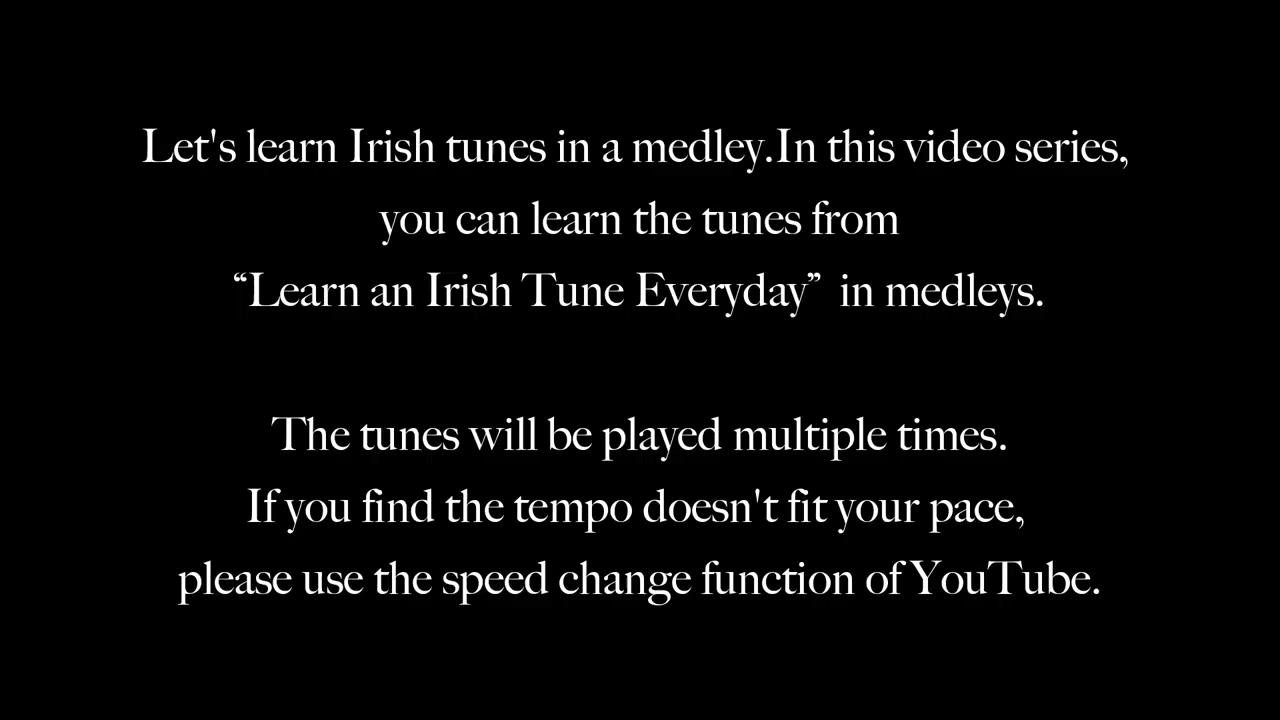 Let's learn Irish tunes in a medley.In this video series,
you can learn the tunes from
“Learn an Irish Tune Everyday” in medleys.
The tunes will be played multiple times.
If you find the tempo doesn't fit your pace,
please use the speed change function of YouTube.